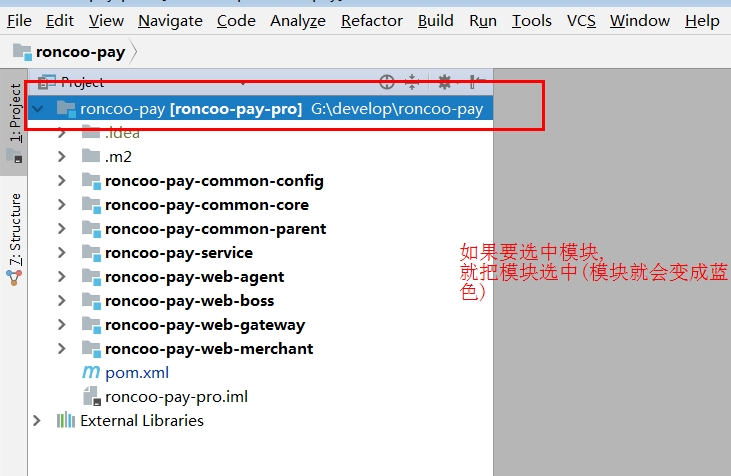 File Edit View Navigate Code Analyze Refactor Build Run Tools VCS Window Help
roncoo-pay
Project
1: Project
roncoo-pay [roncoo-pay-pro] G:\develop\roncoo-pay
.idea
.m2
roncoo-pay-common-config
roncoo-pay-common-core
roncoo-pay-common-parent
7: Structure
roncoo-pay-service
roncoo-pay-web-agent
roncoo-pay-web-boss
roncoo-pay-web-gateway
roncoo-pay-web-merchant
pom.xml
roncoo-pay-pro.iml
External Libraries
如果要选中模块,
就把模块选中(模块就会变成蓝
色)